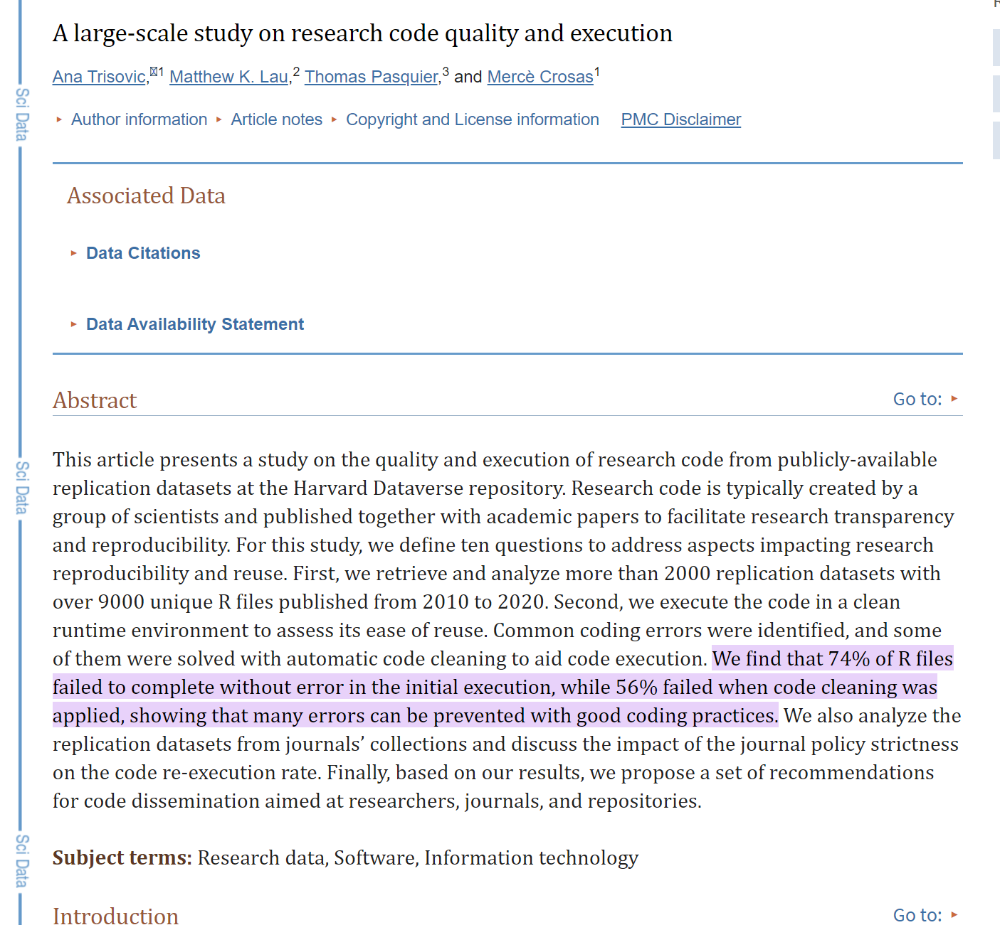 A large-scale study on research code quality and execution
Ana Trisovic,1 Matthew K. Lau,2 Thomas Pasquier,3 and Mercè Crosas1
Author information Article notes Copyright and License information PMC Disclaimer
Associated Data
Data Citations
Data Availability Statement
Abstract
Go to:
This article presents a study on the quality and execution of research code from publicly-available
replication datasets at the Harvard Dataverse repository. Research code is typically created by a
group of scientists and published together with academic papers to facilitate research transparency
and reproducibility. For this study, we define ten questions to address aspects impacting research
reproducibility and reuse. First, we retrieve and analyze more than 2000 replication datasets with
over 9000 unique R files published from 2010 to 2020. Second, we execute the code in a clean
runtime environment to assess its ease of reuse. Common coding errors were identified, and some
of them were solved with automatic code cleaning to aid code execution. We find that 74% of R files
failed to complete without error in the initial execution, while 56% failed when code cleaning was
applied, showing that many errors can be prevented with good coding practices. We also analyze the
replication datasets from journals’ collections and discuss the impact of the journal policy strictness
on the code re-execution rate. Finally, based on our results, we propose a set of recommendations
for code dissemination aimed at researchers, journals, and repositories.
Subject terms: Research data, Software, Information technology
Introduction
Go to:
Sci Data
Sci Data
Sci Data